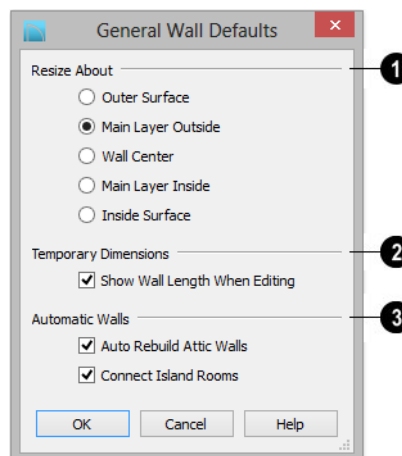 General Wall Defaults
Resize About
1
Outer Surface
Main Layer Outside
Wall Center
Main Layer Inside
Inside Surface
Temporary Dimensions
2
Show Wall Length When Editing
Automatic Walls
3
Auto Rebuild Attic Walls
Connect Island Rooms
OK Cancel Help